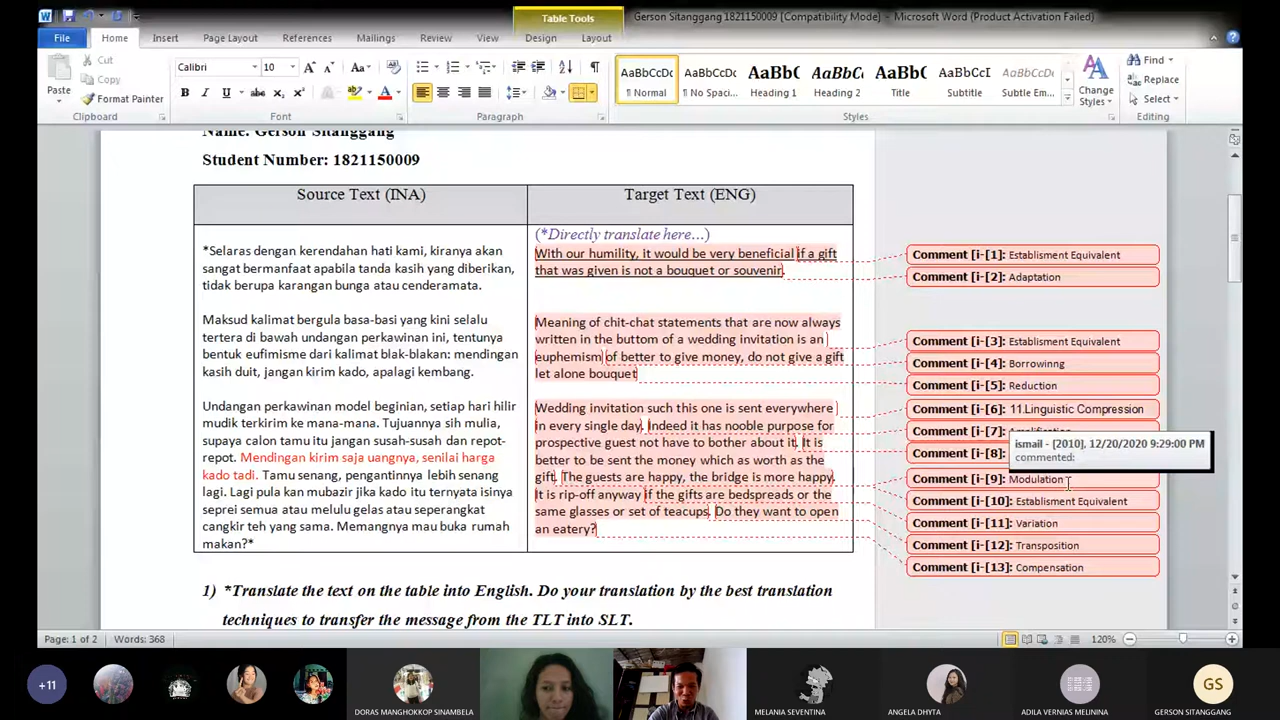 Table Tools
Gerson Sitanggang 1821150009 [Compatibility Mode] - Microsoft Word (Product Activation Failed)
File
Home
Insert
Page Layout
References
Mailings
Review
View
Design
Layout
Paste
Cut
Copy
Format Painter
Clipboard
Calibri
10
Font
Paragraph
AaBbCcDc
¶ Normal
AaBbCcDc
¶ No Spaci...
AaBb(
Heading 1
AaBbCc
Heading 2
AaBb(
Title
AaBbCcI
Subtitle
AaBbCcDc
Subtle Em...
Change
Styles
Styles
Find
Replace
Select
Editing
Name: Gerson Sitanggang
Student Number: 1821150009
Source Text (INA)
Target Text (ENG)
*Selaras dengan kerendahan hati kami, kiranya akan
sangat bermanfaat apabila tanda kasih yang diberikan,
tidak berupa karangan bunga atau cenderamata.
Maksud kalimat bergula basa-basi yang kini selalu
tertera di bawah undangan perkawinan ini, tentunya
bentuk eufimisme dari kalimat blak-blakan: mendingan
kasih duit, jangan kirim kado, apalagi kembang.
Undangan perkawinan model beginian, setiap hari hilir
mudik terkirim ke mana-mana. Tujuannya sih mulia,
supaya calon tamu itu jangan susah-susah dan repot-
repot. Mendingan kirim saja uangnya, senilai harga
kado tadi. Tamu senang, pengantinnya lebih senang
lagi. Lagi pula kan mubazir jika kado itu ternyata isinya
seprei semua atau melulu gelas atau seperangkat
cangkir teh yang sama. Memangnya mau buka rumah
makan?*
(*Directly translate here…)
With our humility, it would be very beneficial if a gift
that was given is not a bouquet or souvenir.
Meaning of chit-chat statements that are now always
written in the buttom of a wedding invitation is an
euphemism of better to give money, do not give a gift
let alone bouquet
Wedding invitation such this one is sent everywhere
in every single day. Indeed it has nooble purpose for
prospective guest not have to bother about it. It is
better to be sent the money which as worth as the
gift. The guests are happy, the bridge is more happy.
It is rip-off anyway if the gifts are bedspreads or the
same glasses or set of teacups. Do they want to open
an eatery?
Comment [i-[1]: Establisment Equivalent
Comment [i-[2]: Adaptation
Comment [i-[3]: Establisment Equivalent
Comment [i-[4]: Borrowinng
Comment [i-[5]: Reduction
Comment [i-[6]: 11.Linguistic Compression
Comment [i-[7]:
Comment [i-[8]:
ismail - [2010], 12/20/2020 9:29:00 PM
commented:
Comment [i-[9]: Modulation
Comment [i-[10]: Establisment Equivalent
Comment [i-[11]: Variation
Comment [i-[12]: Transposition
Comment [i-[13]: Compensation
1) *Translate the text on the table into English. Do your translation by the best translation
techniques to transfer the message from the TLT into SLT.
Page: 1 of 2
Words: 368
120%
+11
DORAS MANGHOKKOP SINAMBELA
MELANIA SEVENTINA
ANGELA DHYTA
ADILA VERNIAS MELININA
GS
GERSON SITANGGANG